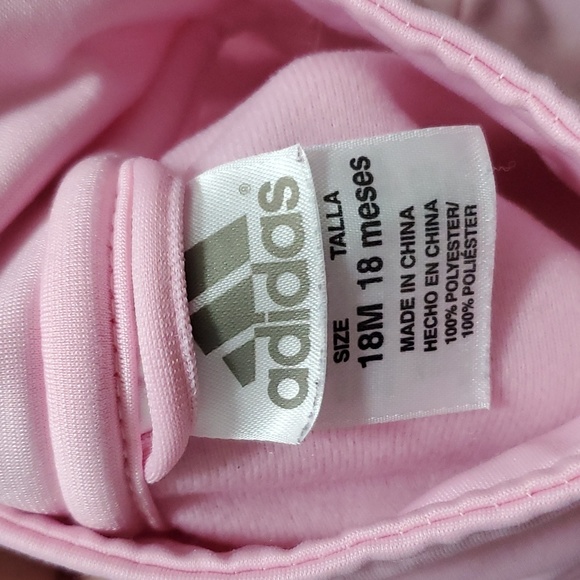 adidas®
SIZE TALLA
18M 18 meses
MADE IN CHINA
HECHO EN CHINA
100% POLYESTER/
100% POLIÉSTER